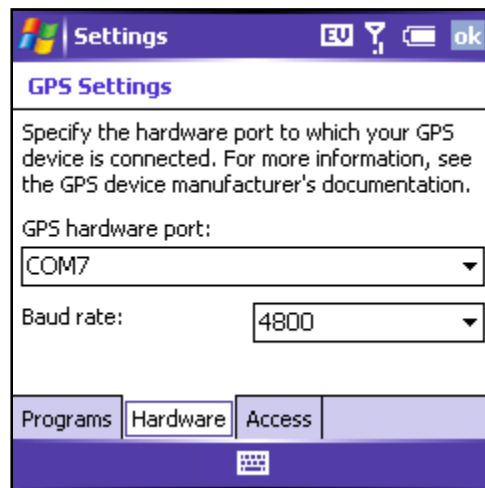 Settings
EV
ok
GPS Settings
Specify the hardware port to which your GPS
device is connected. For more information, see
the GPS device manufacturer's documentation.
GPS hardware port:
COM7
Baud rate:
4800
Programs Hardware Access